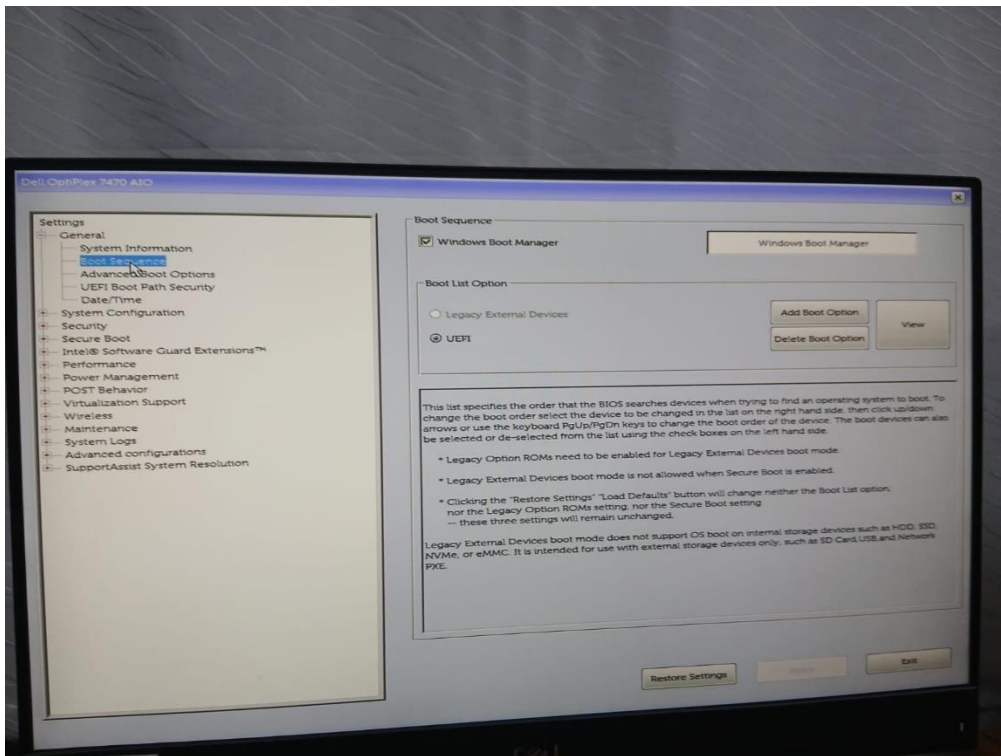 Dell OptiPlex 7470 AIO
Settings
General
System Information
Boot Sequence
Advanced Boot Options
UEFI Boot Path Security
Date/Time
System Configuration
Security
Secure Boot
Intel® Software Guard Extensions™
Performance
Power Management
POST Behavior
Virtualization Support
Wireless
Maintenance
System Logs
Advanced configurations
SupportAssist System Resolution
Boot Sequence
Windows Boot Manager
Windows Boot Manager
Boot List Option
Legacy External Devices
UEFI
Add Boot Option
Delete Boot Option
View
This list specifies the order that the BIOS searches devices when trying to find an operating system to boot. To
change the boot order select the device to be changed in the list on the right hand side, then click up/down
arrows or use the keyboard PgUp/PgDn keys to change the boot order of the device. The boot devices can also
be selected or de-selected from the list using the check boxes on the left hand side.
* Legacy Option ROMs need to be enabled for Legacy External Devices boot mode.
* Legacy External Devices boot mode is not allowed when Secure Boot is enabled.
* Clicking the "Restore Settings" "Load Defaults" button will change neither the Boot List option,
nor the Legacy Option ROMs setting, nor the Secure Boot setting
-- these three settings will remain unchanged.
Legacy External Devices boot mode does not support OS boot on internal storage devices such as HDD, SSD,
NVMe, or eMMC. It is intended for use with external storage devices only, such as SD Card,USB and Network
PXE.
Restore Settings
Exit
DELL